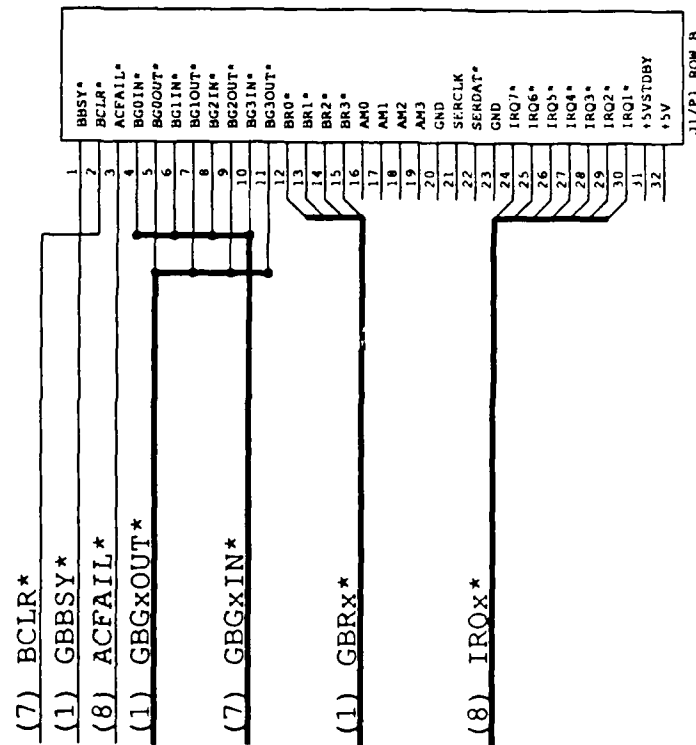 BBSY*
BCLR*
ACFAIL*
BG0IN*
BG0OUT*
BG1IN*
BG1OUT*
BG2IN*
BG2OUT*
BG3IN*
BG3OUT*
BR0*
BR1*
BR2*
BR3*
AM0
AM1
AM2
AM3
GND
SERCLK
SERDAT*
GND
IRQ7*
IRQ6*
IRQ5*
IRQ4*
IRQ3*
IRQ2*
IRQ1*
+5VSTDBY
+5V
J1/P1 ROW B
1
2
3
4
5
6
7
8
9
10
11
12
13
14
15
16
17
18
19
20
21
22
23
24
25
26
27
28
29
30
31
32
(7) BCLR*
(1) GBBSY*
(8) ACFAIL*
(1) GBGxOUT*
(7) GBGxIN*
(1) GBRx*
(8) IRQx*